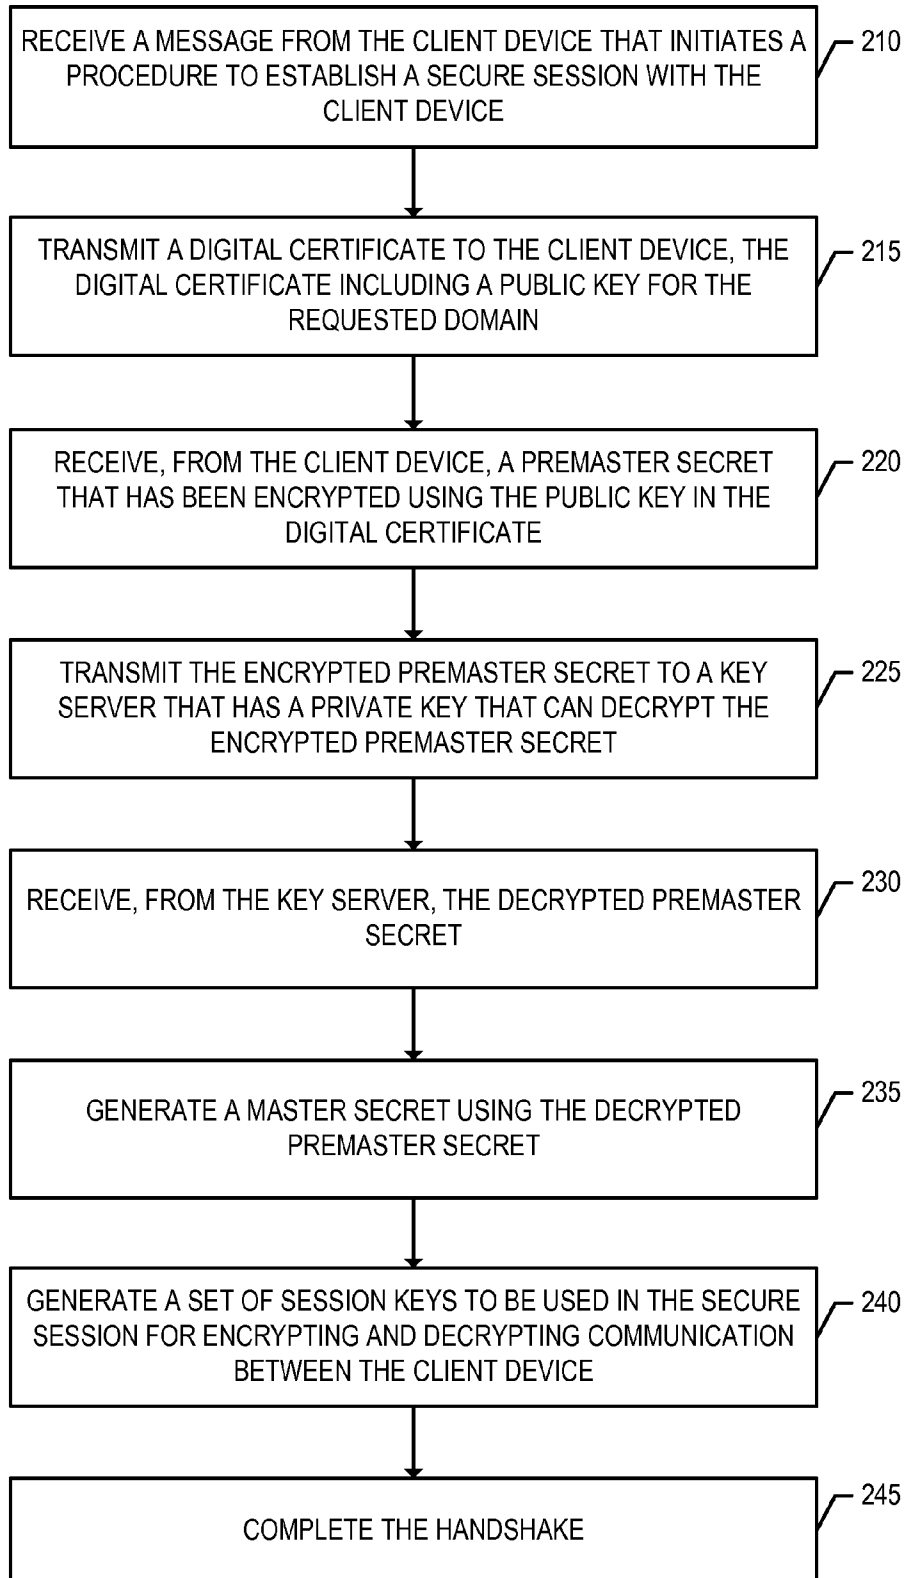 RECEIVE A MESSAGE FROM THE CLIENT DEVICE THAT INITIATES A
PROCEDURE TO ESTABLISH A SECURE SESSION WITH THE
CLIENT DEVICE
210
TRANSMIT A DIGITAL CERTIFICATE TO THE CLIENT DEVICE, THE
DIGITAL CERTIFICATE INCLUDING A PUBLIC KEY FOR THE
REQUESTED DOMAIN
215
RECEIVE, FROM THE CLIENT DEVICE, A PREMASTER SECRET
THAT HAS BEEN ENCRYPTED USING THE PUBLIC KEY IN THE
DIGITAL CERTIFICATE
220
TRANSMIT THE ENCRYPTED PREMASTER SECRET TO A KEY
SERVER THAT HAS A PRIVATE KEY THAT CAN DECRYPT THE
ENCRYPTED PREMASTER SECRET
225
RECEIVE, FROM THE KEY SERVER, THE DECRYPTED PREMASTER
SECRET
230
GENERATE A MASTER SECRET USING THE DECRYPTED
PREMASTER SECRET
235
GENERATE A SET OF SESSION KEYS TO BE USED IN THE SECURE
SESSION FOR ENCRYPTING AND DECRYPTING COMMUNICATION
BETWEEN THE CLIENT DEVICE
240
COMPLETE THE HANDSHAKE
245